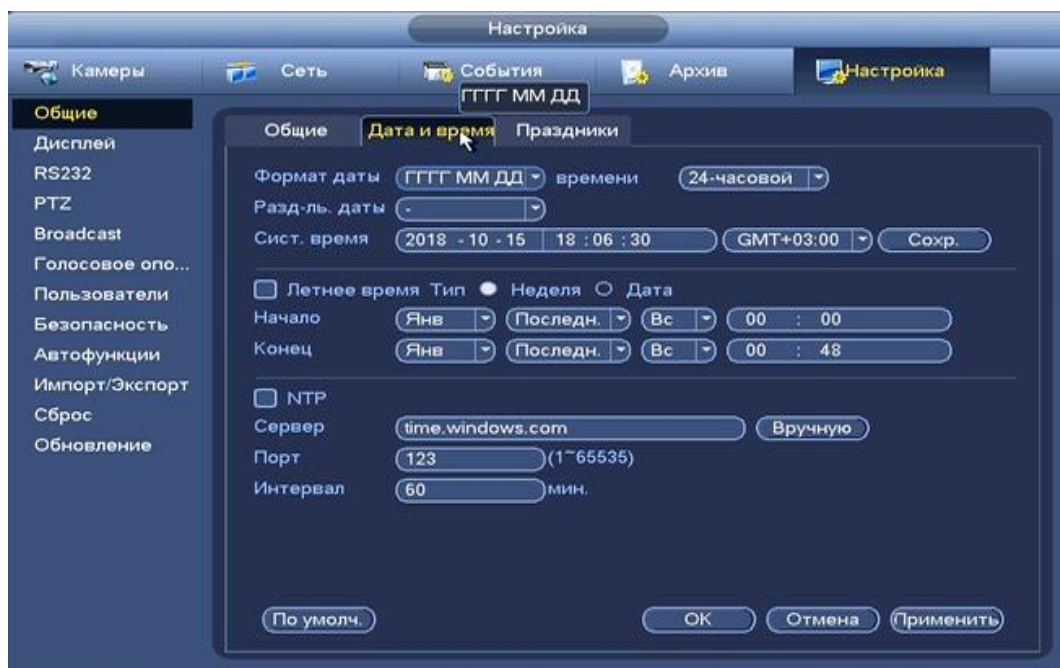 Настройка
Камеры Сеть События Архив Настройка
ГГГГ ММ ДД
Общие
Дисплей
RS232
PTZ
Broadcast
Голосовое опо...
Пользователи
Безопасность
Автофункции
Импорт/Экспорт
Сброс
Обновление
Общие Дата и время Праздники
Формат даты ГГГГ ММ ДД времени 24-часовой
Разд-ль. даты -
Сист. время 2018 - 10 - 15 18 : 06 : 30 GMT+03:00 Сохр.
Летнее время Тип Неделя Дата
Начало Янв Последн. Вс 00 : 00
Конец Янв Последн. Вс 00 : 48
NTP
Сервер time.windows.com Вручную
Порт 123 (1~65535)
Интервал 60 мин.
По умолч. OK Отмена Применить